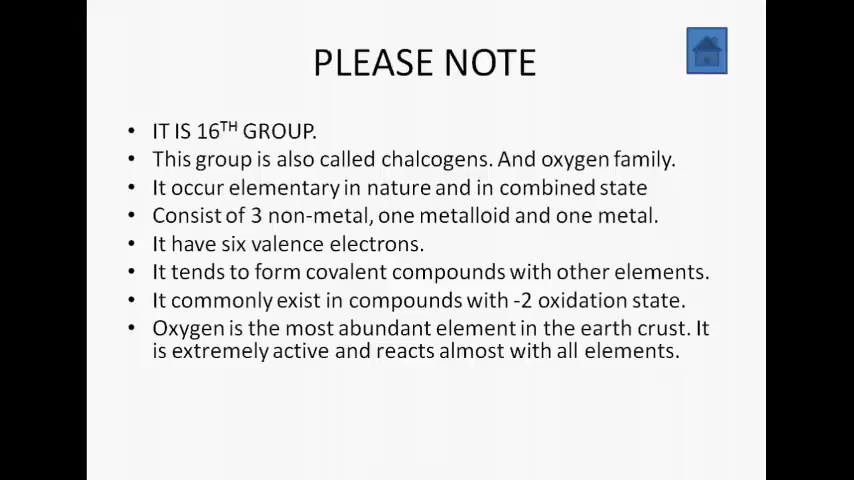 PLEASE NOTE
• IT IS 16TH GROUP.
• This group is also called chalcogens. And oxygen family.
• It occur elementary in nature and in combined state
• Consist of 3 non-metal, one metalloid and one metal.
• It have six valence electrons.
• It tends to form covalent compounds with other elements.
• It commonly exist in compounds with -2 oxidation state.
• Oxygen is the most abundant element in the earth crust. It
is extremely active and reacts almost with all elements.